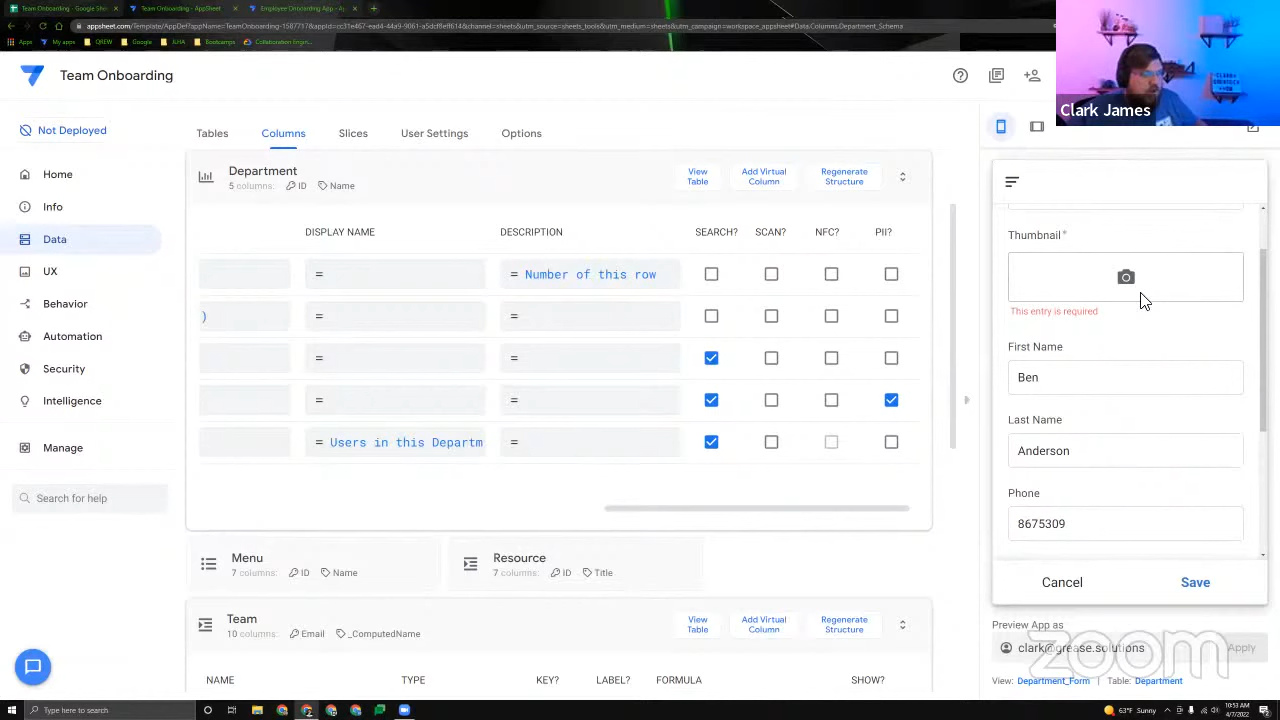 Team Onboarding - Google Shee
Team Onboarding - AppSheet
Employee Onboarding App - Ap
appsheet.com/Template/AppDef?appName=TeamOnboarding-1587717&appId=cc31e467-ead4-44a9-9061-a5dcf8eff614&channel=sheets&utm_source=sheets_tools&utm_medium=sheets&utm_campaign=workspace_appsheet#Data.Columns.Department_Schema
Apps My apps QREW Google JLHA Bootcamps Collaboration Engin...
Team Onboarding
Clark James
Not Deployed
Tables Columns Slices User Settings Options
Home
Info
Data
UX
Behavior
Automation
Security
Intelligence
Manage
Search for help
Department
5 columns: ID Name
View Table
Add Virtual Column
Regenerate Structure
DISPLAY NAME DESCRIPTION SEARCH? SCAN? NFC? PII?
= = Number of this row
) = =
= =
= =
= Users in this Departm =
Menu
7 columns: ID Name
Resource
7 columns: ID Title
Team
10 columns: Email _ComputedName
View Table
Add Virtual Column
Regenerate Structure
NAME TYPE KEY? LABEL? FORMULA SHOW?
Thumbnail*
This entry is required
First Name
Ben
Last Name
Anderson
Phone
8675309
Cancel Save
Preview App as
clark@grease.solutions Apply
View: Department_Form | Table: Department
zoom
Type here to search
63°F Sunny
10:53 AM
4/7/2022